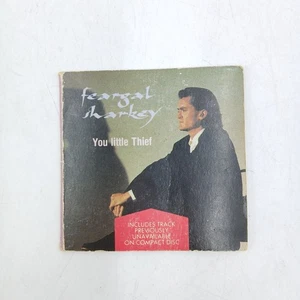 feargal
sharkey
You little Thief
INCLUDES TRACK
PREVIOUSLY
UNAVAILABLE
ON COMPACT DISC